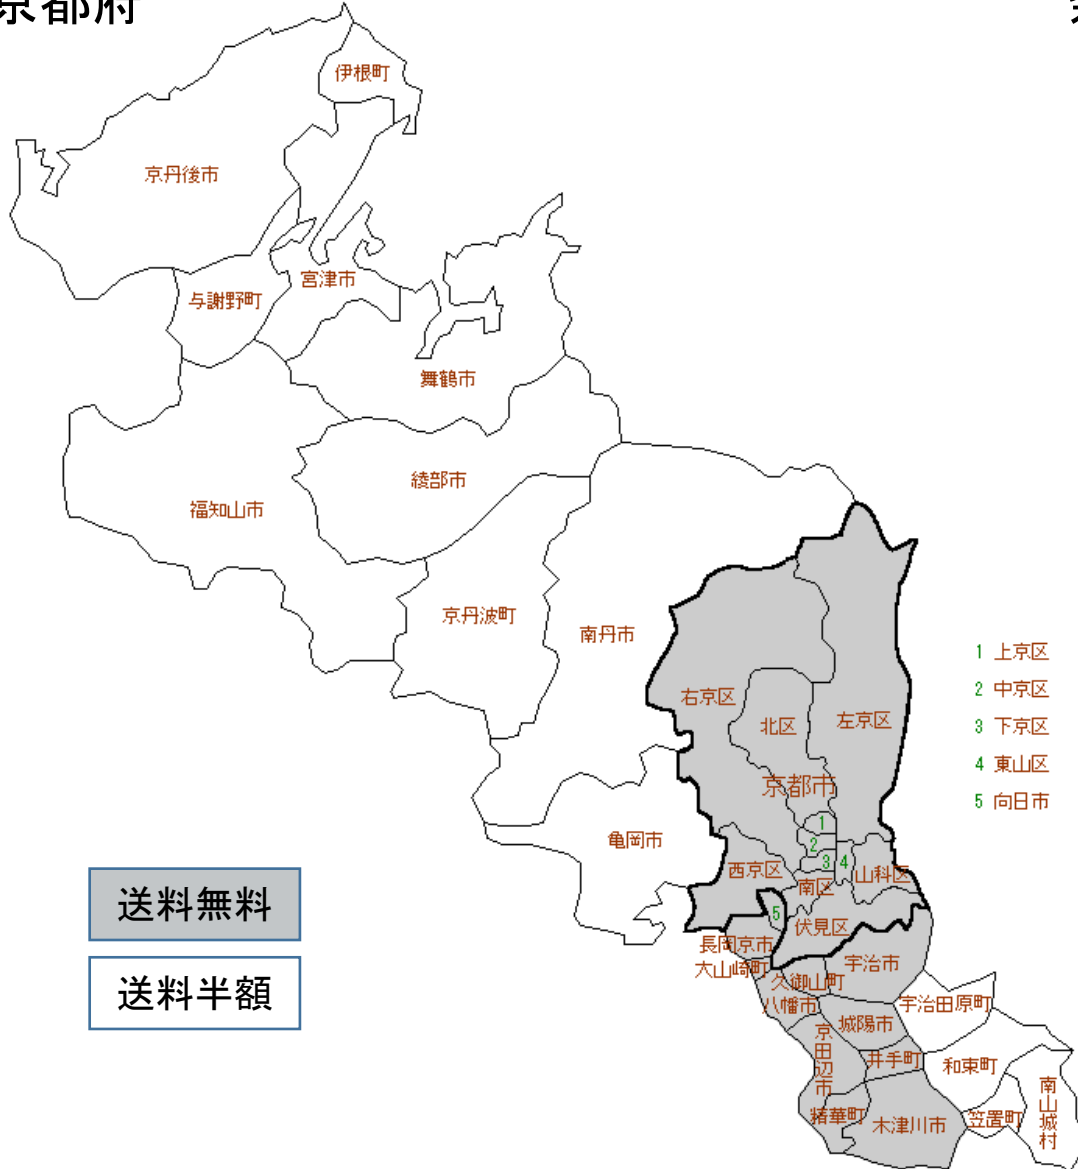 京都府
伊根町
京丹後市
宮津市
与謝野町
舞鶴市
綾部市
福知山市
京丹波町
南丹市
右京区
北区
左京区
京都市
1 上京区
2 中京区
3 下京区
4 東山区
5 向日市
1
2
3
4
亀岡市
西京区
山科区
南区
5
伏見区
長岡京市
大山崎町
宇治市
久御山町
八幡市
宇治田原町
城陽市
京田辺市
井手町
和束町
南山城村
精華町
木津川市
笠置町
送料無料
送料半額